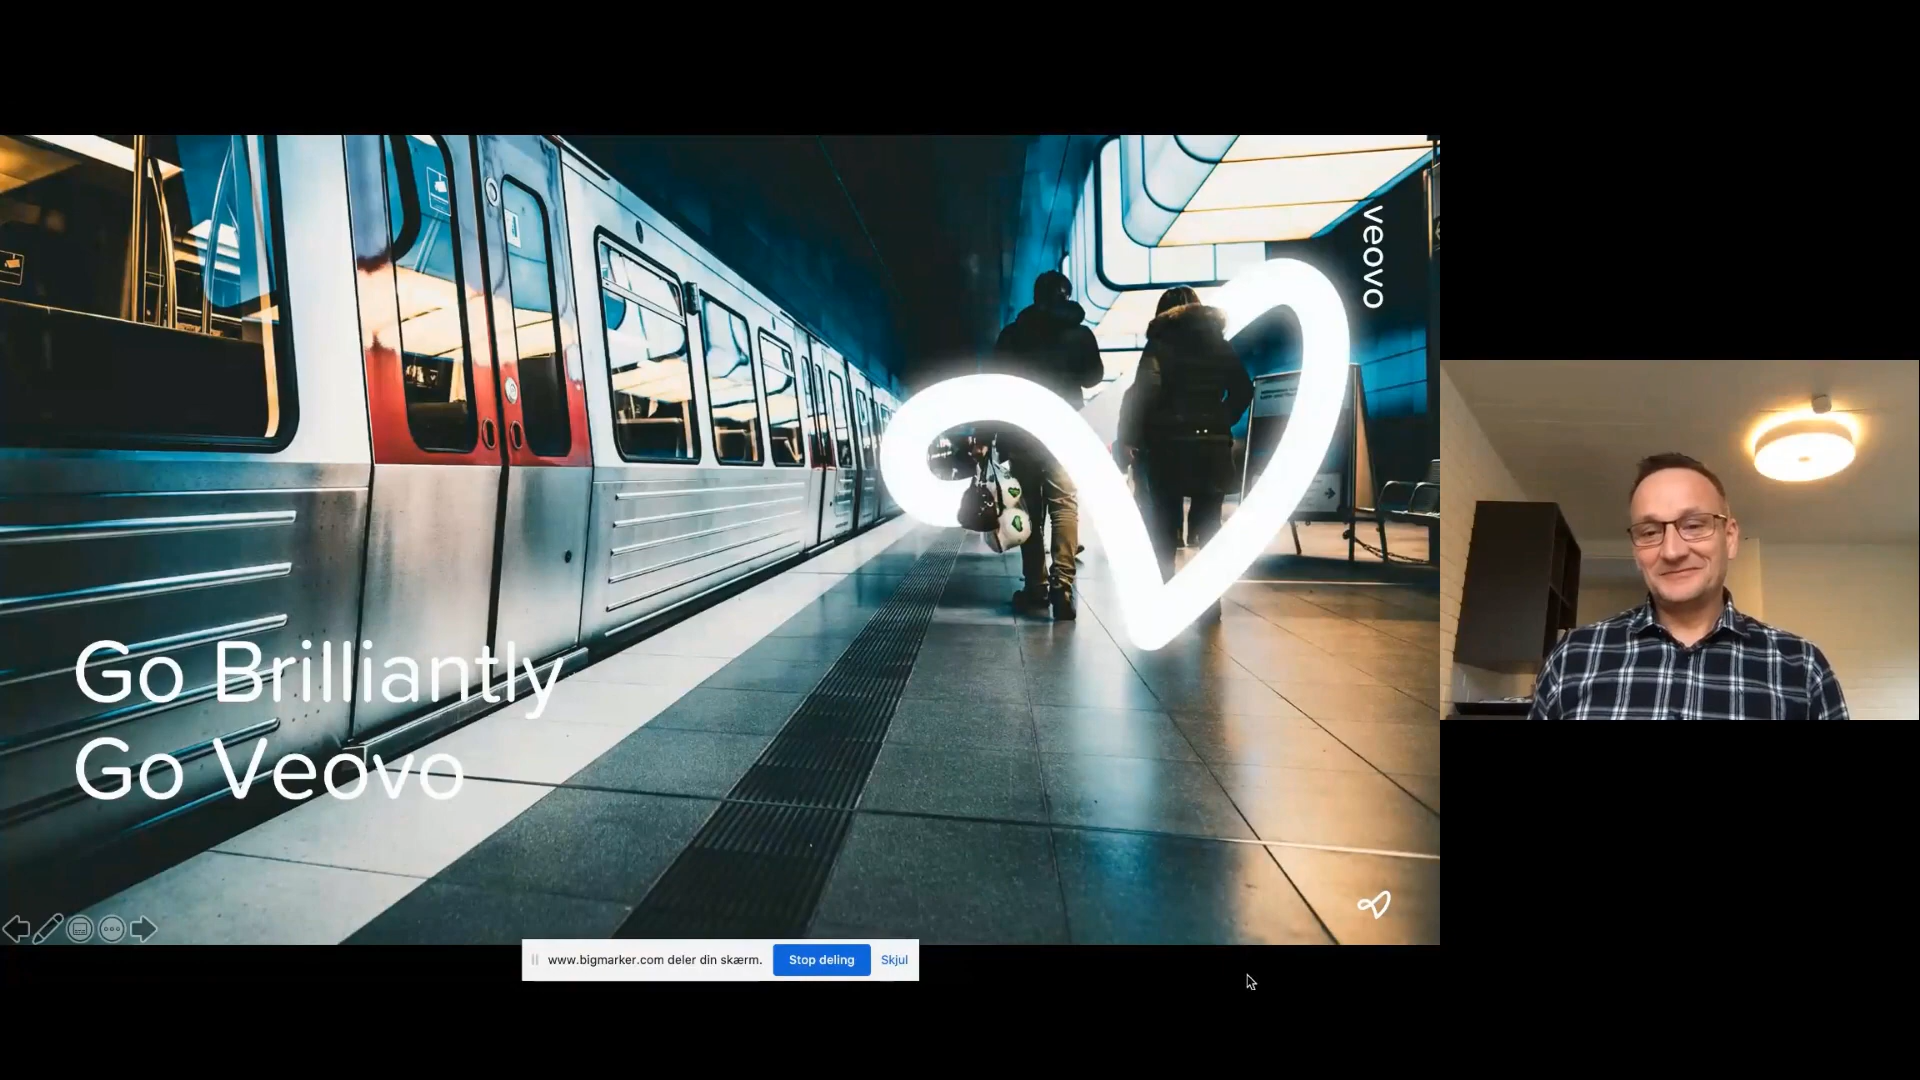 veovo
Go Brilliantly
Go Veovo
www.bigmarker.com deler din skærm.
Stop deling
Skjul